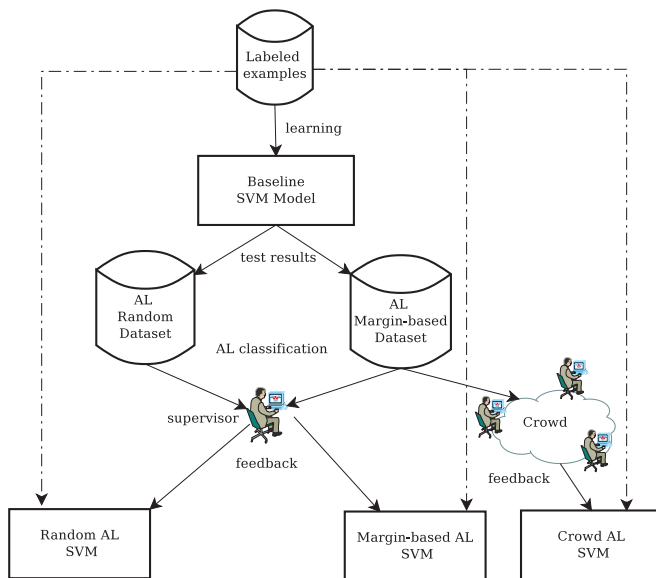 Labeled
examples
learning
Baseline
SVM Model
test results
AL
Random
Dataset
AL
Margin-based
Dataset
AL classification
supervisor
Crowd
feedback
feedback
Random AL
SVM
Margin-based AL
SVM
Crowd AL
SVM